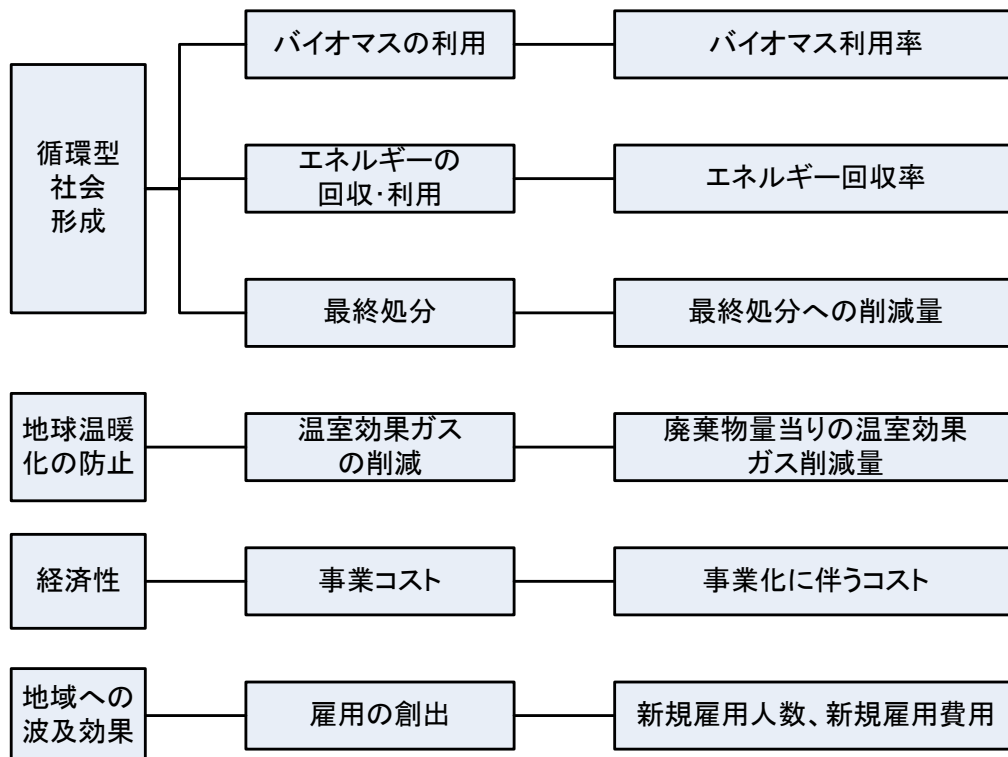 バイオマスの利用
バイオマス利用率
循環型
社会
形成
エネルギーの
回収・利用
エネルギー回収率
最終処分
最終処分への削減量
地球温暖
化の防止
温室効果ガス
の削減
廃棄物量当りの温室効果
ガス削減量
経済性
事業コスト
事業化に伴うコスト
地域への
波及効果
雇用の創出
新規雇用人数、新規雇用費用